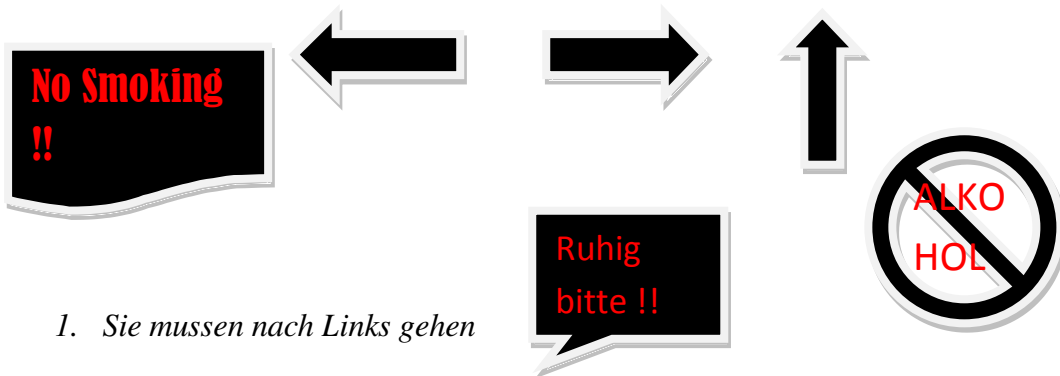 No Smoking
!!
ALKO
HOL
Ruhig
bitte !!
1. Sie mussen nach Links gehen